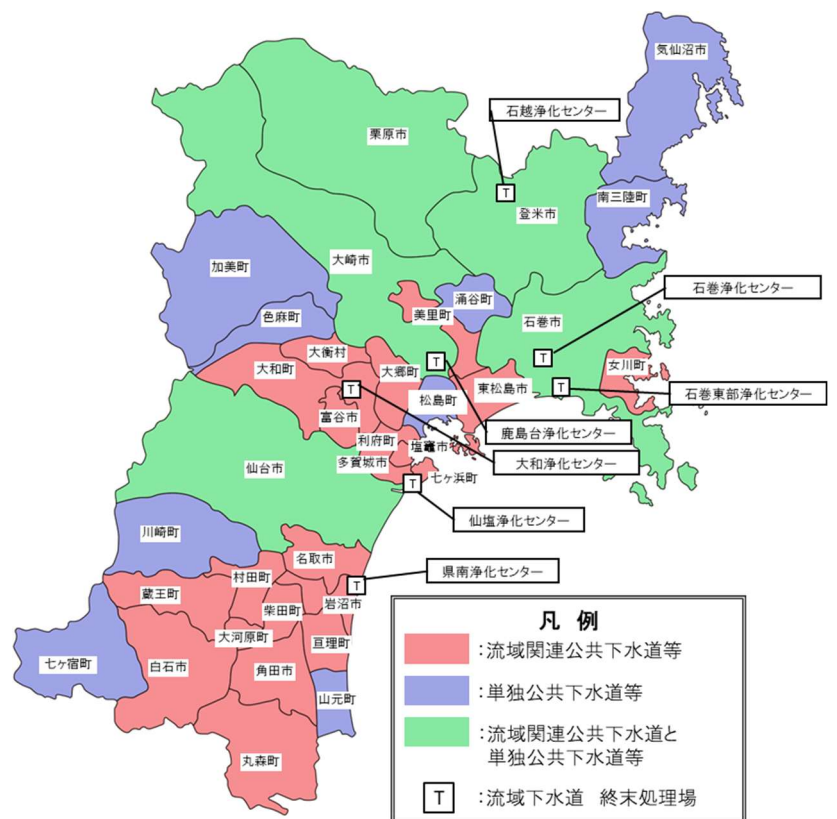 気仙沼市
石越浄化センター
栗原市
T
登米市
南三陸町
大崎市
加美町
涌谷町
石巻浄化センター
美里町
石巻市
色麻町
大衡村
T
T
女川町
大和町
大郷町
T
東松島市
T
石巻東部浄化センター
松島町
富谷市
鹿島台浄化センター
利府町
塩竈市
大和浄化センター
多賀城市
仙台市
七ヶ浜町
T
仙塩浄化センター
川崎町
名取市
県南浄化センター
村田町
T
蔵王町
岩沼市
柴田町
大河原町
亘理町
七ヶ宿町
白石市
角田市
山元町
丸森町
凡 例
:流域関連公共下水道等
:単独公共下水道等
:流域関連公共下水道と
単独公共下水道等
T :流域下水道 終末処理場